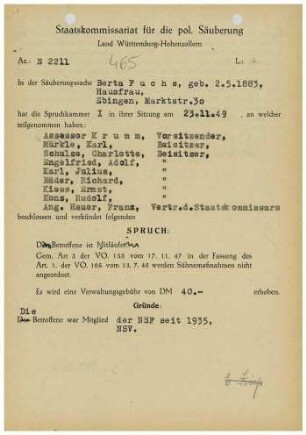 Staatskommissariat für die pol. Säuberung
Land Württemberg-Hohenzollern
Az.: N 2211
465
L:
In der Säuberungssache Berta Fuchs, geb. 2.5.1883,
Hausfrau,
Ebingen, Marktstr.30
hat die Spruchkammer I in ihrer Sitzung am 23.11.49 , an welcher
teilgenommen haben:
Assessor Krumm, Vorsitzender,
Märkle, Karl, Beisitzer,
Schulze, Charlotte, Beisitzer,
Engelfried, Adolf, "
Karl, Julius, "
Bäder, Richard, "
Kiess, Ernst, "
Kons, Rudolf, "
Ang. Hauer, Franz, Vertr.d.Staatskommissars
beschlossen und verkündet folgenden
SPRUCH:
Die Betroffene ist Mitläuferin
Gem. Art 3 der VO. 133 vom 17. 11. 47 in der Fassung des
Art. 1. der VO. 165 vom 13. 7. 48 werden Sühnemaßnahmen nicht
angeordnet.
Es wird eine Verwaltungsgebühr von DM 40.- erhoben.
Gründe:
Die
Der Betroffene war Mitglied der NSF seit 1935,
NSV.